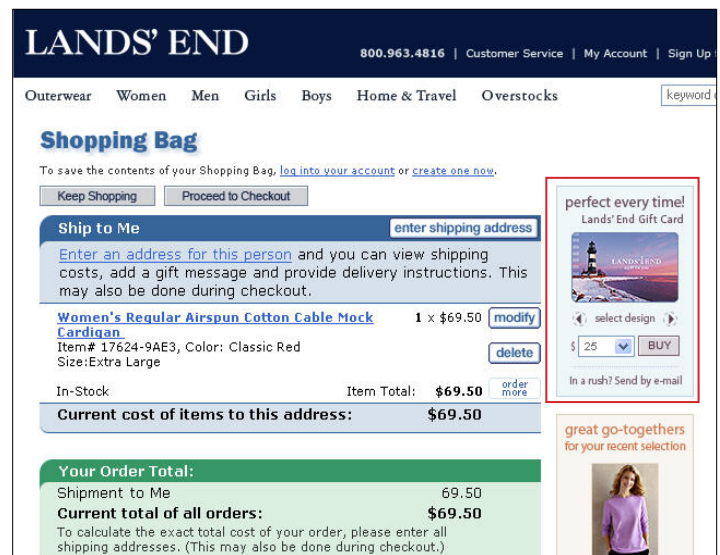 LANDS' END
800.963.4816 | Customer Service | My Account | Sign Up
Outerwear Women Men Girls Boys Home & Travel Overstocks
keyword
Shopping Bag
To save the contents of your Shopping Bag, log into your account or create one now.
Keep Shopping Proceed to Checkout
Ship to Me enter shipping address
Enter an address for this person and you can view shipping
costs, add a gift message and provide delivery instructions. This
may also be done during checkout.
Women's Regular Airspun Cotton Cable Mock
Cardigan
1 x $69.50 modify
Item# 17624-9AE3, Color: Classic Red
Size:Extra Large
delete
In-Stock Item Total: $69.50 order
more
Current cost of items to this address: $69.50
Your Order Total:
Shipment to Me 69.50
Current total of all orders: $69.50
To calculate the exact total cost of your order, please enter all
shipping addresses. (This may also be done during checkout.)
perfect every time!
Lands' End Gift Card
LANDS' END
select design
$ 25 BUY
In a rush? Send by e-mail
great go-togethers
for your recent selection